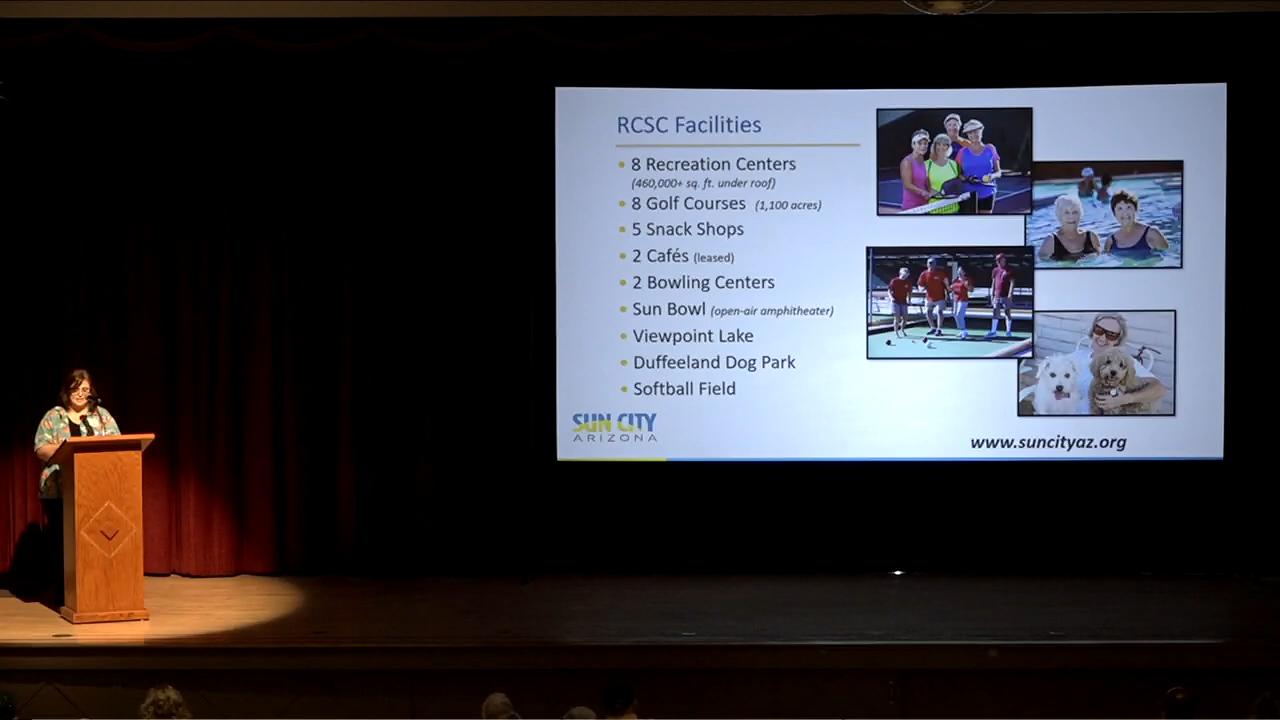 RCSC Facilities
• 8 Recreation Centers
(460,000+ sq. ft. under roof)
• 8 Golf Courses (1,100 acres)
• 5 Snack Shops
• 2 Cafés (leased)
• 2 Bowling Centers
• Sun Bowl (open-air amphitheater)
• Viewpoint Lake
• Duffeeland Dog Park
• Softball Field
SUN CITY
ARIZONA
www.suncityaz.org